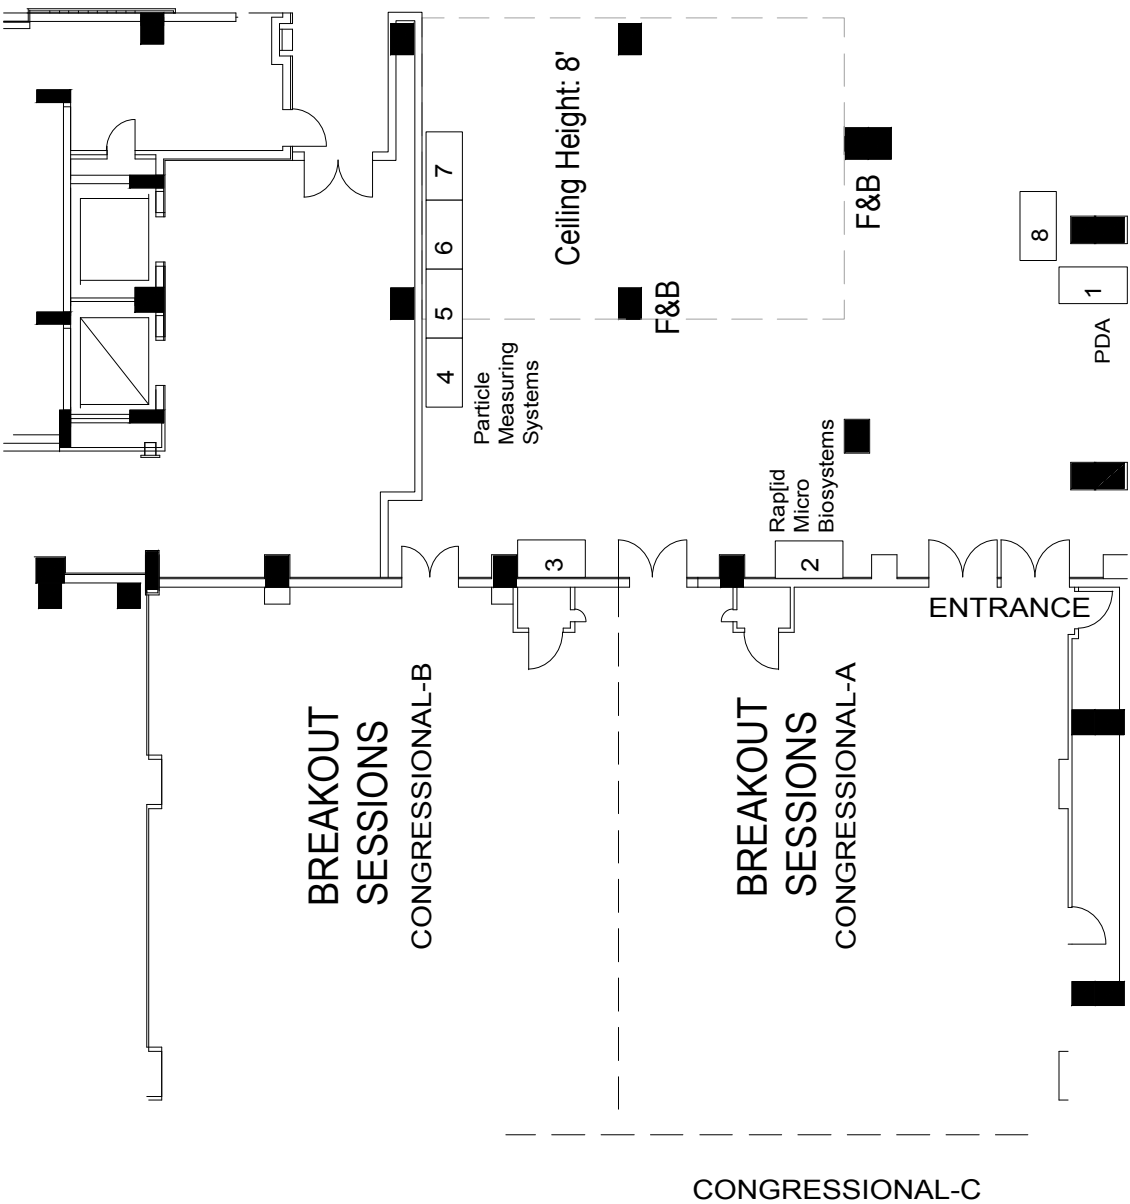 Ceiling Height: 8'
7
6
5
4
F&B
F&B
8
1
PDA
Particle
Measuring
Systems
Rap[id
Micro
Biosystems
3
2
ENTRANCE
BREAKOUT
SESSIONS
CONGRESSIONAL-B
BREAKOUT
SESSIONS
CONGRESSIONAL-A
CONGRESSIONAL-C